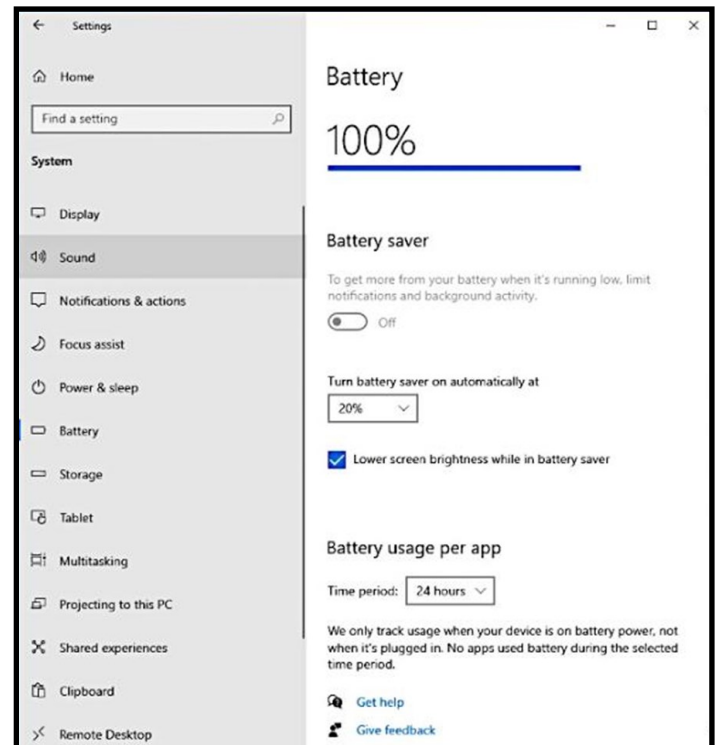 Settings
Home
Find a setting
System
Display
Sound
Notifications & actions
Focus assist
Power & sleep
Battery
Storage
Tablet
Multitasking
Projecting to this PC
Shared experiences
Clipboard
Remote Desktop
Battery
100%
Battery saver
To get more from your battery when it's running low, limit
notifications and background activity.
Off
Turn battery saver on automatically at
20%
Lower screen brightness while in battery saver
Battery usage per app
Time period: 24 hours
We only track usage when your device is on battery power, not
when it's plugged in. No apps used battery during the selected
time period.
Get help
Give feedback